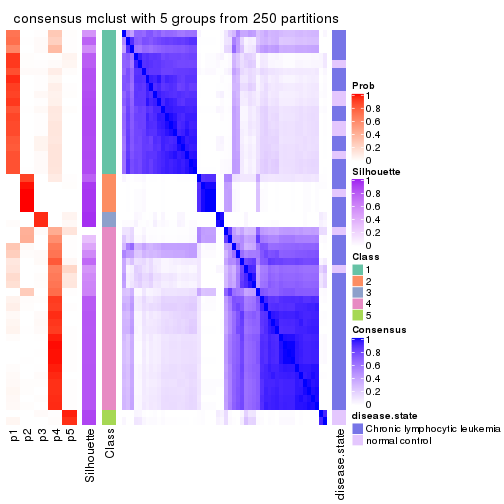 consensus mclust with 5 groups from 250 partitions
Prob
1
0.8
0.6
0.4
0.2
0
Silhouette
1
0.8
0.6
0.4
0.2
0
Class
1
2
3
4
5
Consensus
1
0.8
0.6
0.4
0.2
0
disease.state
Chronic lymphocytic leukemia
normal control
p1
p2
p3
p4
p5
Silhouette
Class
disease.state